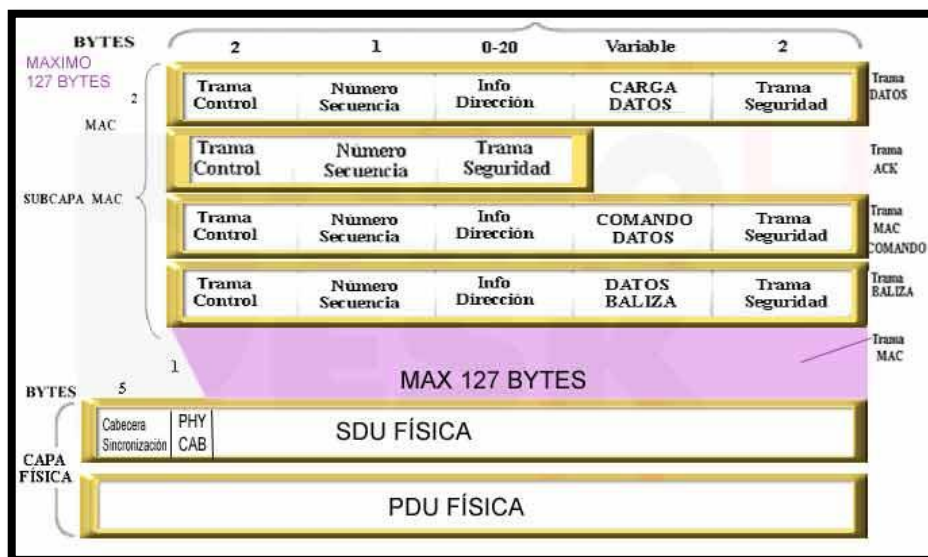 BYTES 2 1 0-20 Variable 2
MAXIMO
127 BYTES
2
MAC
SUBCAPA MAC
Trama Control Número Secuencia Info Dirección CARGA DATOS Trama Seguridad
Trama DATOS
Trama Control Número Secuencia Trama Seguridad
Trama ACK
Trama Control Número Secuencia Info Dirección COMANDO DATOS Trama Seguridad
Trama MAC COMANDO
Trama Control Número Secuencia Info Dirección DATOS BALIZA Trama Seguridad
Trama BALIZA
Trama MAC
MAX 127 BYTES
BYTES 5 1
Cabecera Sincronización PHY CAB SDU FÍSICA
CAPA FÍSICA
PDU FÍSICA